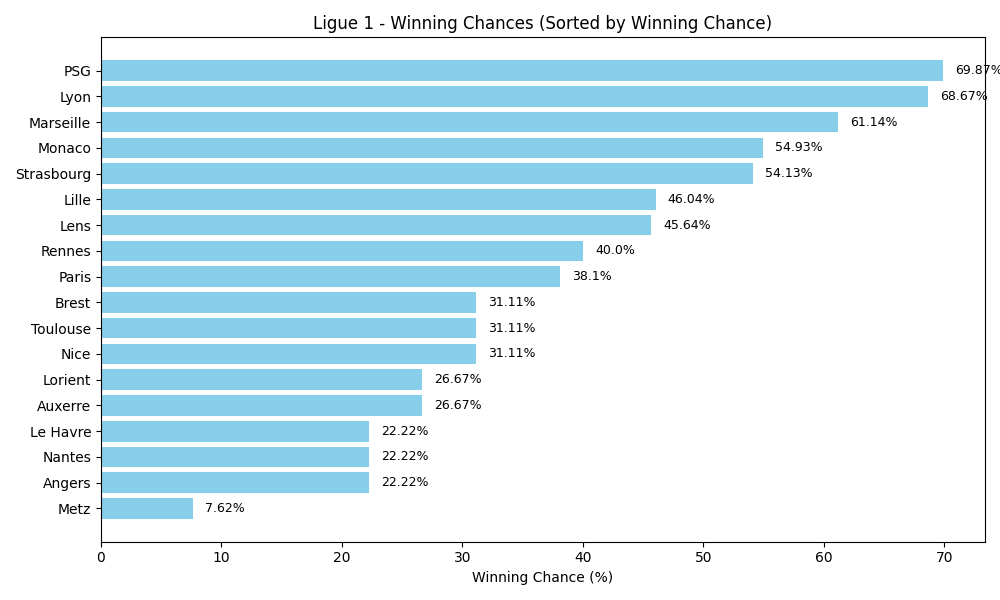 Ligue 1 - Winning Chances (Sorted by Winning Chance)
PSG 69.87%
Lyon 68.67%
Marseille 61.14%
Monaco 54.93%
Strasbourg 54.13%
Lille 46.04%
Lens 45.64%
Rennes 40.0%
Paris 38.1%
Brest 31.11%
Toulouse 31.11%
Nice 31.11%
Lorient 26.67%
Auxerre 26.67%
Le Havre 22.22%
Nantes 22.22%
Angers 22.22%
Metz 7.62%
0 10 20 30 40 50 60 70
Winning Chance (%)